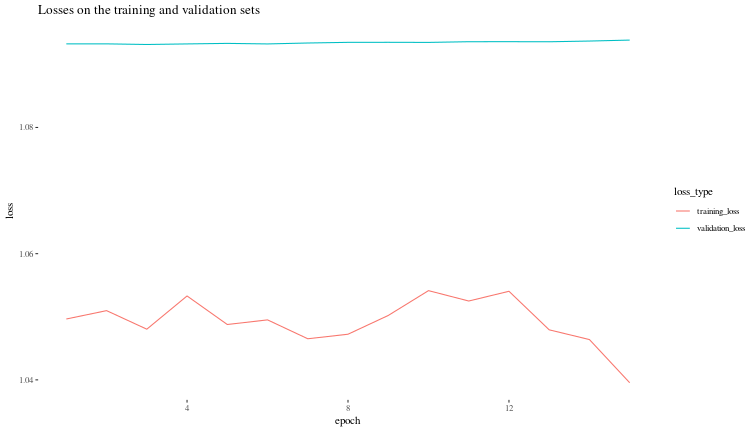 Losses on the training and validation sets
1.08
1.06
1.04
loss
4
8
12
epoch
loss_type
training_loss
validation_loss